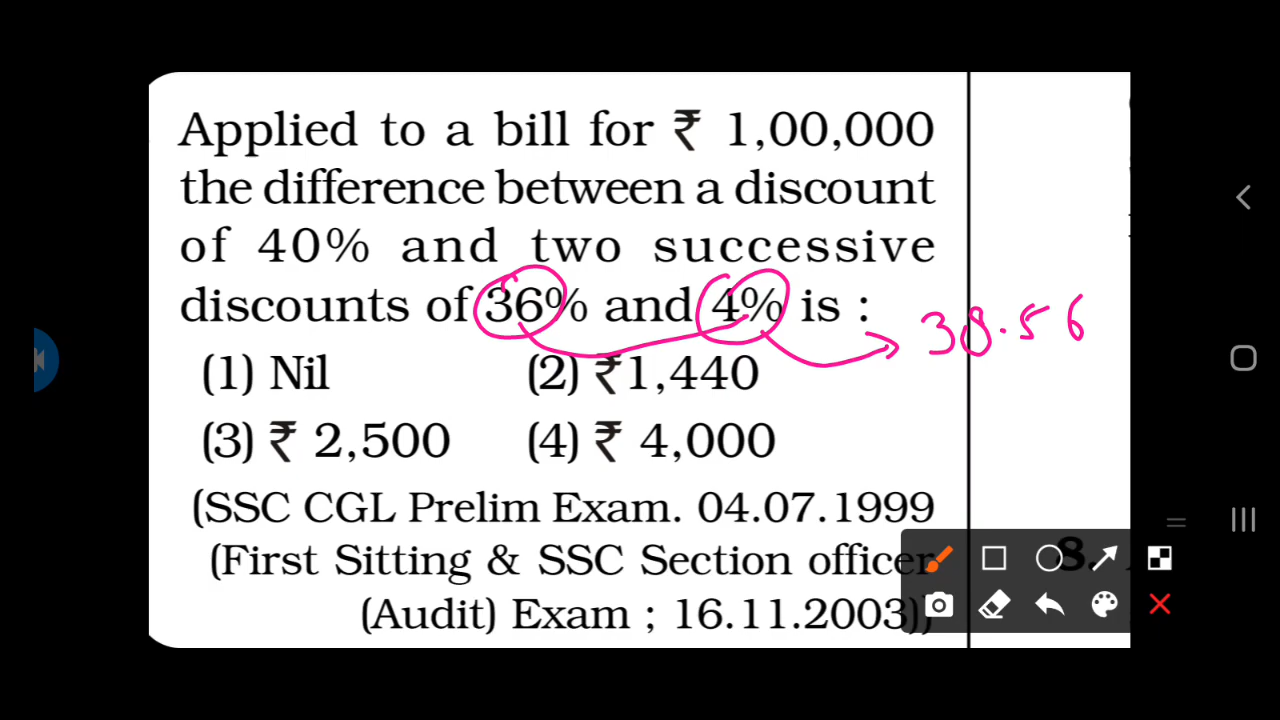 Applied to a bill for ₹ 1,00,000
the difference between a discount
of 40% and two successive
discounts of 36% and 4% is :
38.56
(1) Nil (2) ₹1,440
(3) ₹ 2,500 (4) ₹ 4,000
(SSC CGL Prelim Exam. 04.07.1999
(First Sitting & SSC Section officer
(Audit) Exam ; 16.11.2003))
8.